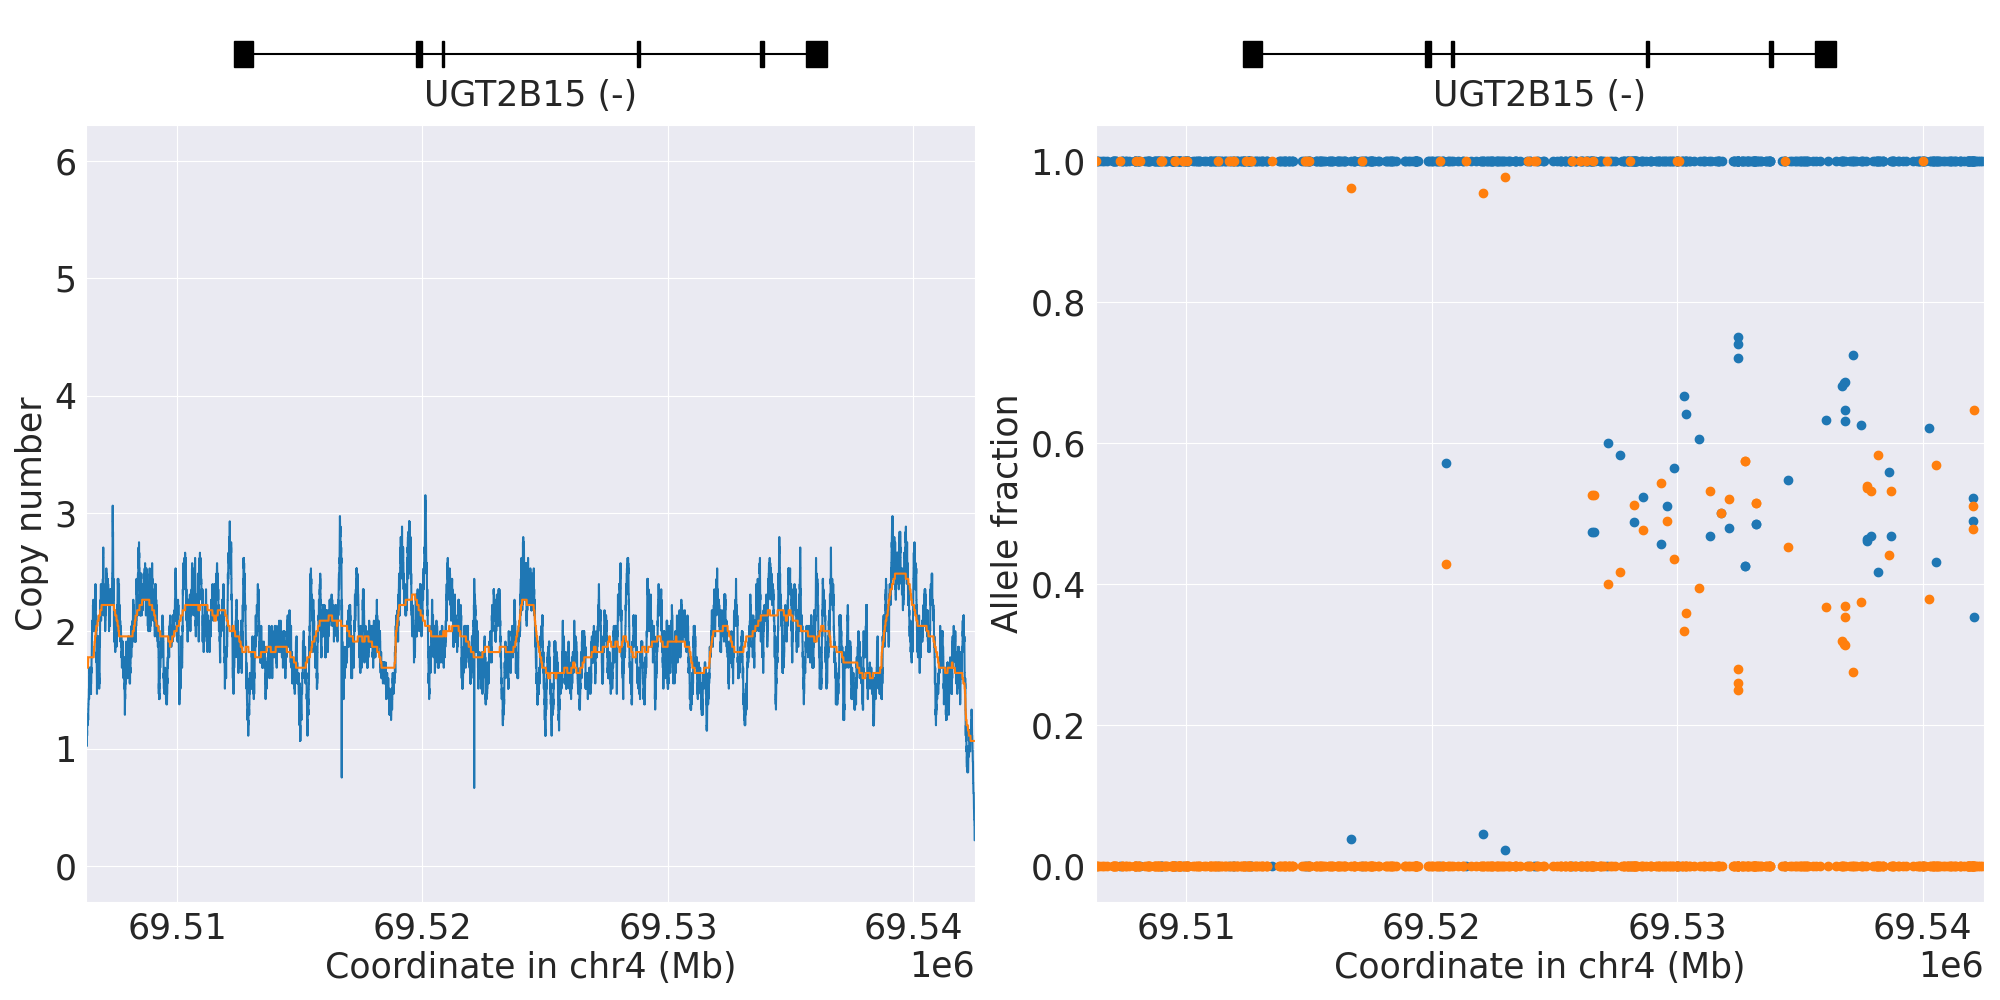 UGT2B15 (-)
UGT2B15 (-)
Copy number
6
5
4
3
2
1
0
69.51 69.52 69.53 69.54
Coordinate in chr4 (Mb) 1e6
Allele fraction
1.0
0.8
0.6
0.4
0.2
0.0
69.51 69.52 69.53 69.54
Coordinate in chr4 (Mb) 1e6